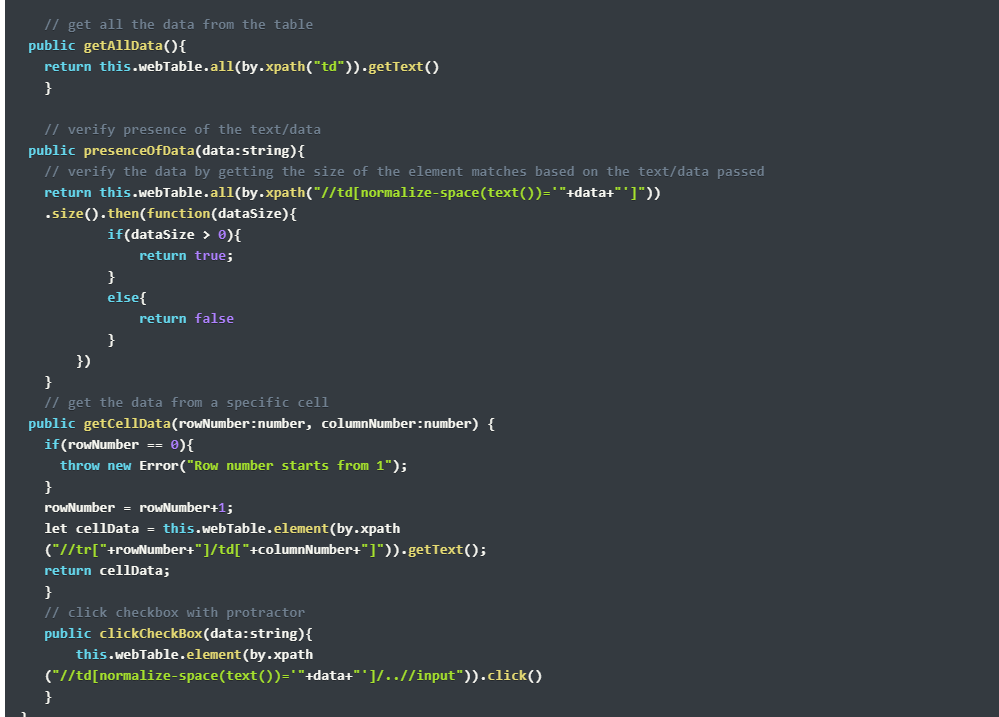 // get all the data from the table
public getAllData(){
return this.webTable.all(by.xpath("td")).getText()
}
// verify presence of the text/data
public presenceOfData(data:string){
// verify the data by getting the size of the element matches based on the text/data passed
return this.webTable.all(by.xpath("//td[normalize-space(text())='"+data+"']"))
.size().then(function(dataSize){
if(dataSize > 0){
return true;
}
else{
return false
}
})
}
// get the data from a specific cell
public getCellData(rowNumber:number, columnNumber:number) {
if(rowNumber == 0){
throw new Error("Row number starts from 1");
}
rowNumber = rowNumber+1;
let cellData = this.webTable.element(by.xpath
("//tr["+rowNumber+"]/td["+columnNumber+"]")).getText();
return cellData;
}
// click checkbox with protractor
public clickCheckBox(data:string){
this.webTable.element(by.xpath
("//td[normalize-space(text())='"+data+"']/..//input")).click()
}
}